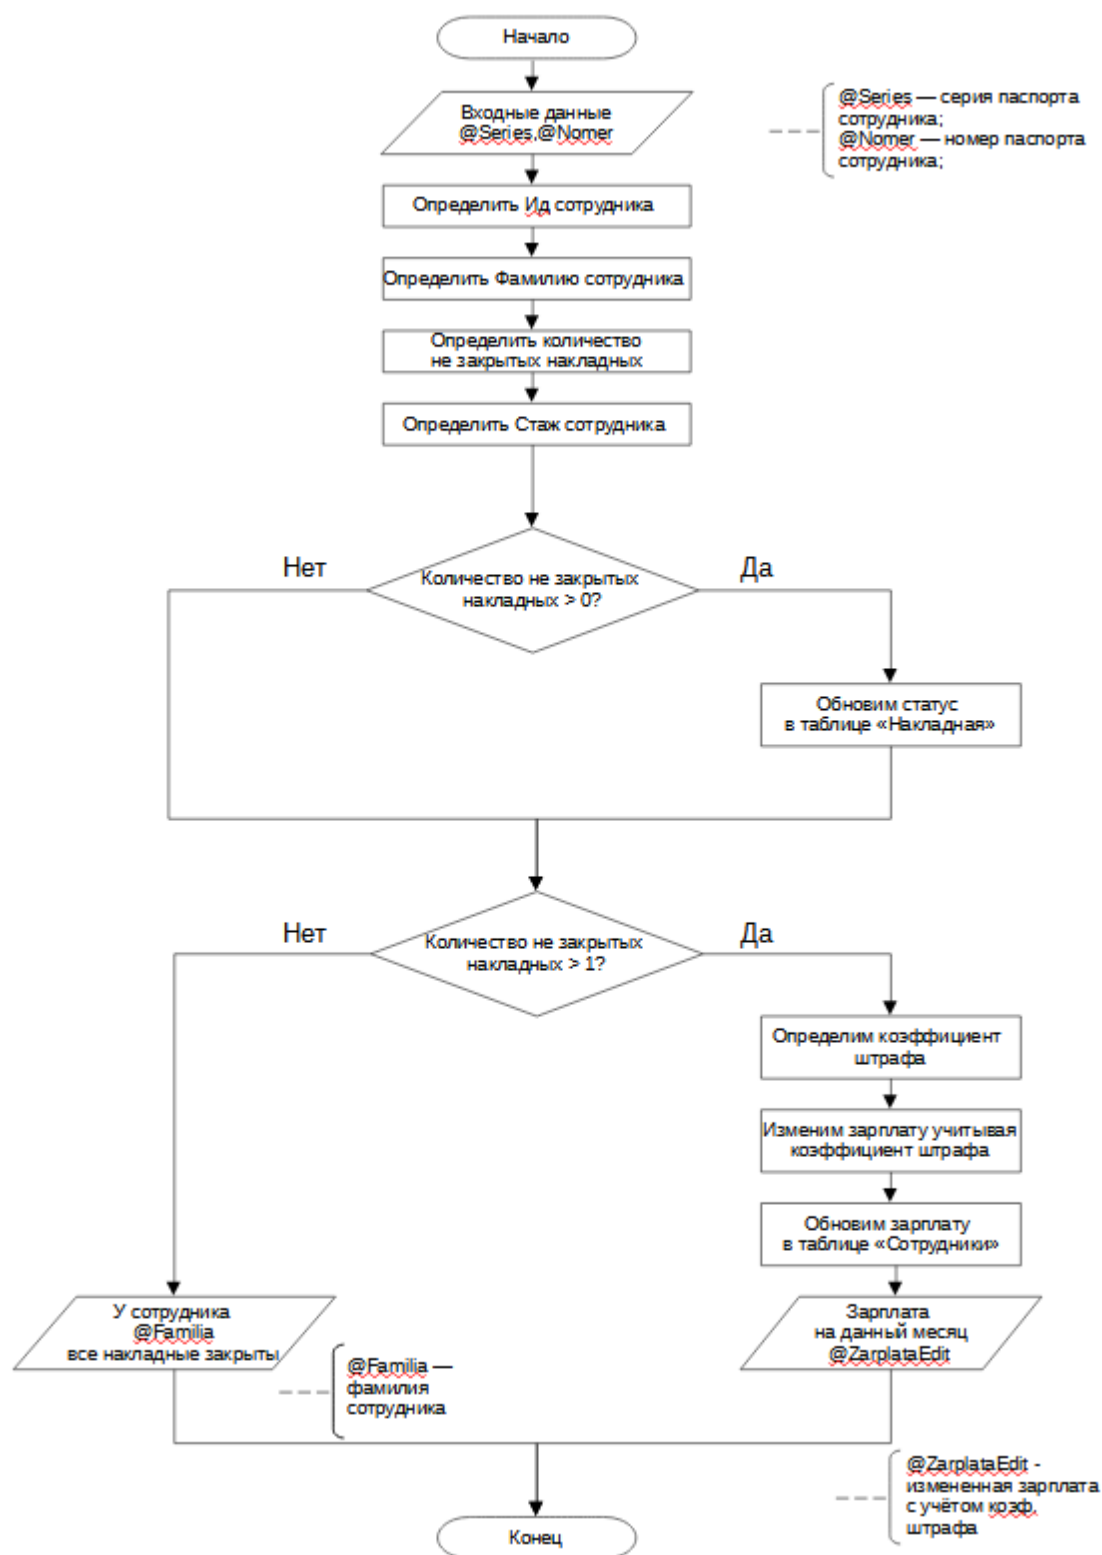 Начало
Входные данные
@Series,@Nomer
@Series — серия паспорта
сотрудника;
@Nomer — номер паспорта
сотрудника;
Определить Ид сотрудника
Определить Фамилию сотрудника
Определить количество
не закрытых накладных
Определить Стаж сотрудника
Нет
Да
Количество не закрытых
накладных > 0?
Обновим статус
в таблице «Накладная»
Нет
Да
Количество не закрытых
накладных > 1?
Определим коэффициент
штрафа
Изменим зарплату учитывая
коэффициент штрафа
Обновим зарплату
в таблице «Сотрудники»
У сотрудника
@Familia
все накладные закрыты
Зарплата
на данный месяц
@ZarplataEdit
@Familia —
фамилия
сотрудника
@ZarplataEdit -
измененная зарплата
с учётом коэф.
штрафа
Конец